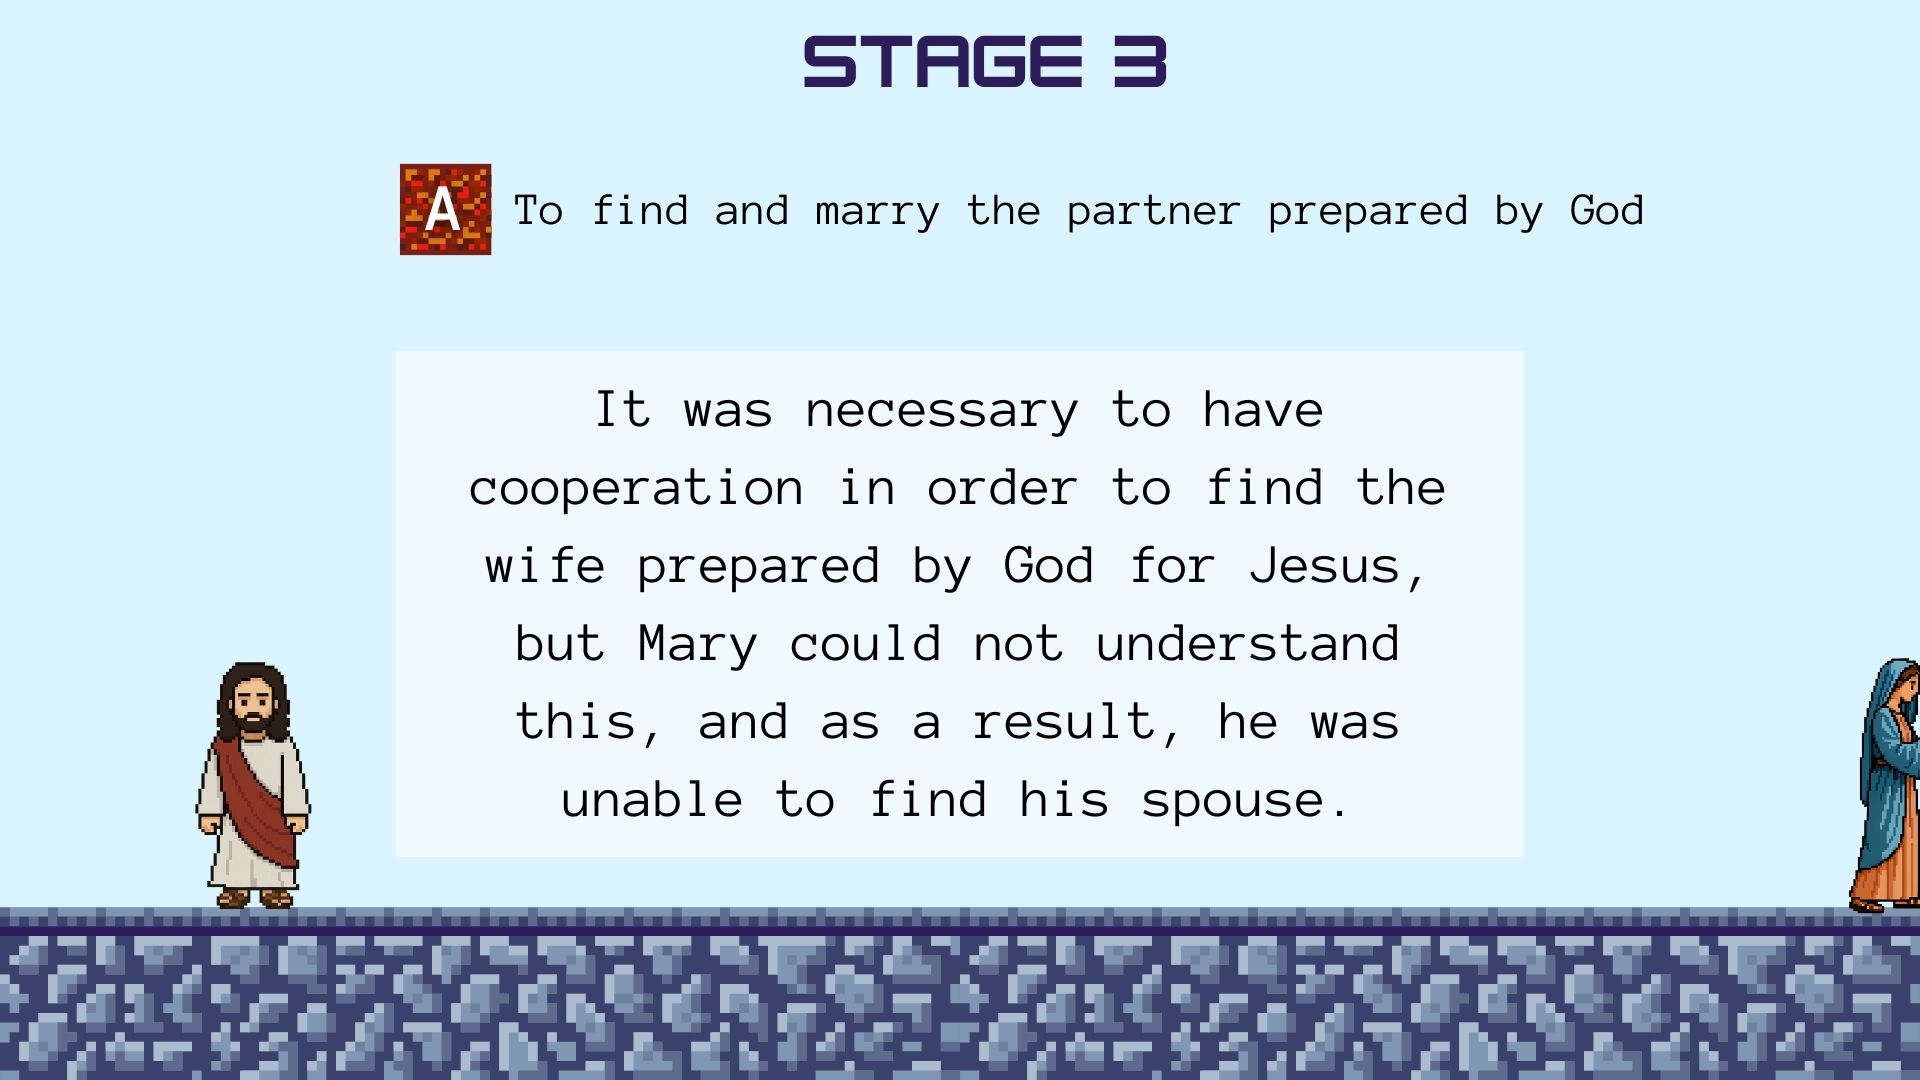 STAGE 3
A To find and marry the partner prepared by God
It was necessary to have
cooperation in order to find the
wife prepared by God for Jesus,
but Mary could not understand
this, and as a result, he was
unable to find his spouse.